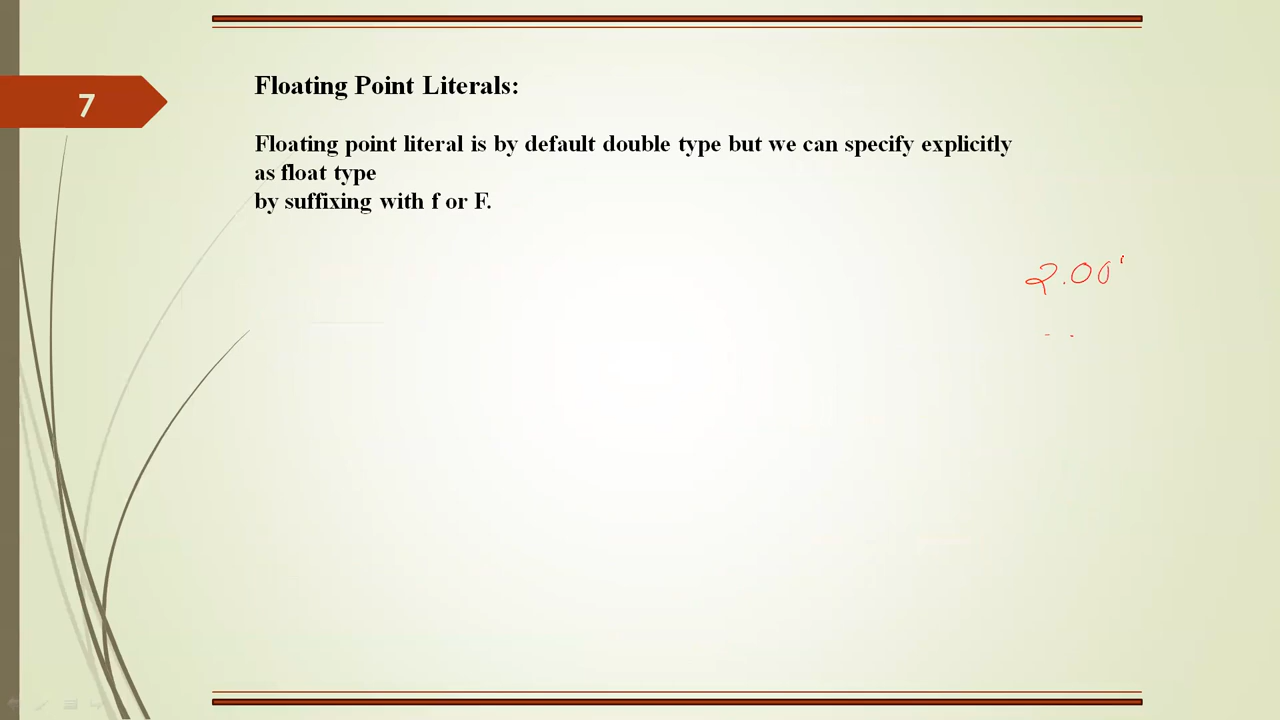 7
Floating Point Literals:
Floating point literal is by default double type but we can specify explicitly
as float type
by suffixing with f or F.
2.00